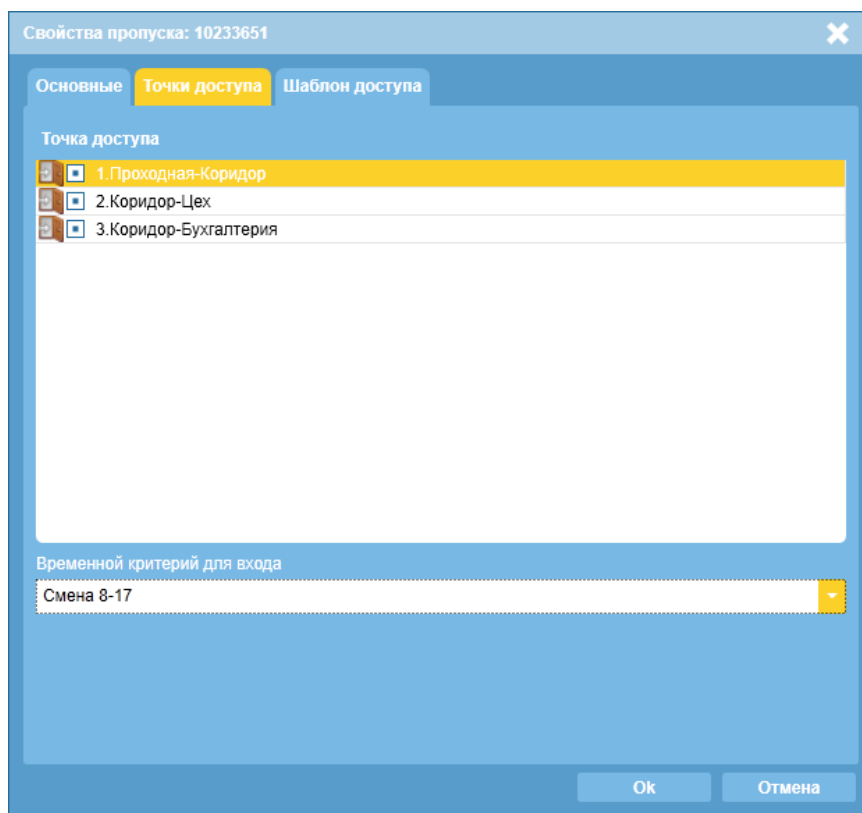 Свойства пропуска: 10233651
Основные Точки доступа Шаблон доступа
Точка доступа
1.Проходная-Коридор
2.Коридор-Цех
3.Коридор-Бухгалтерия
Временной критерий для входа
Смена 8-17
Ok Отмена